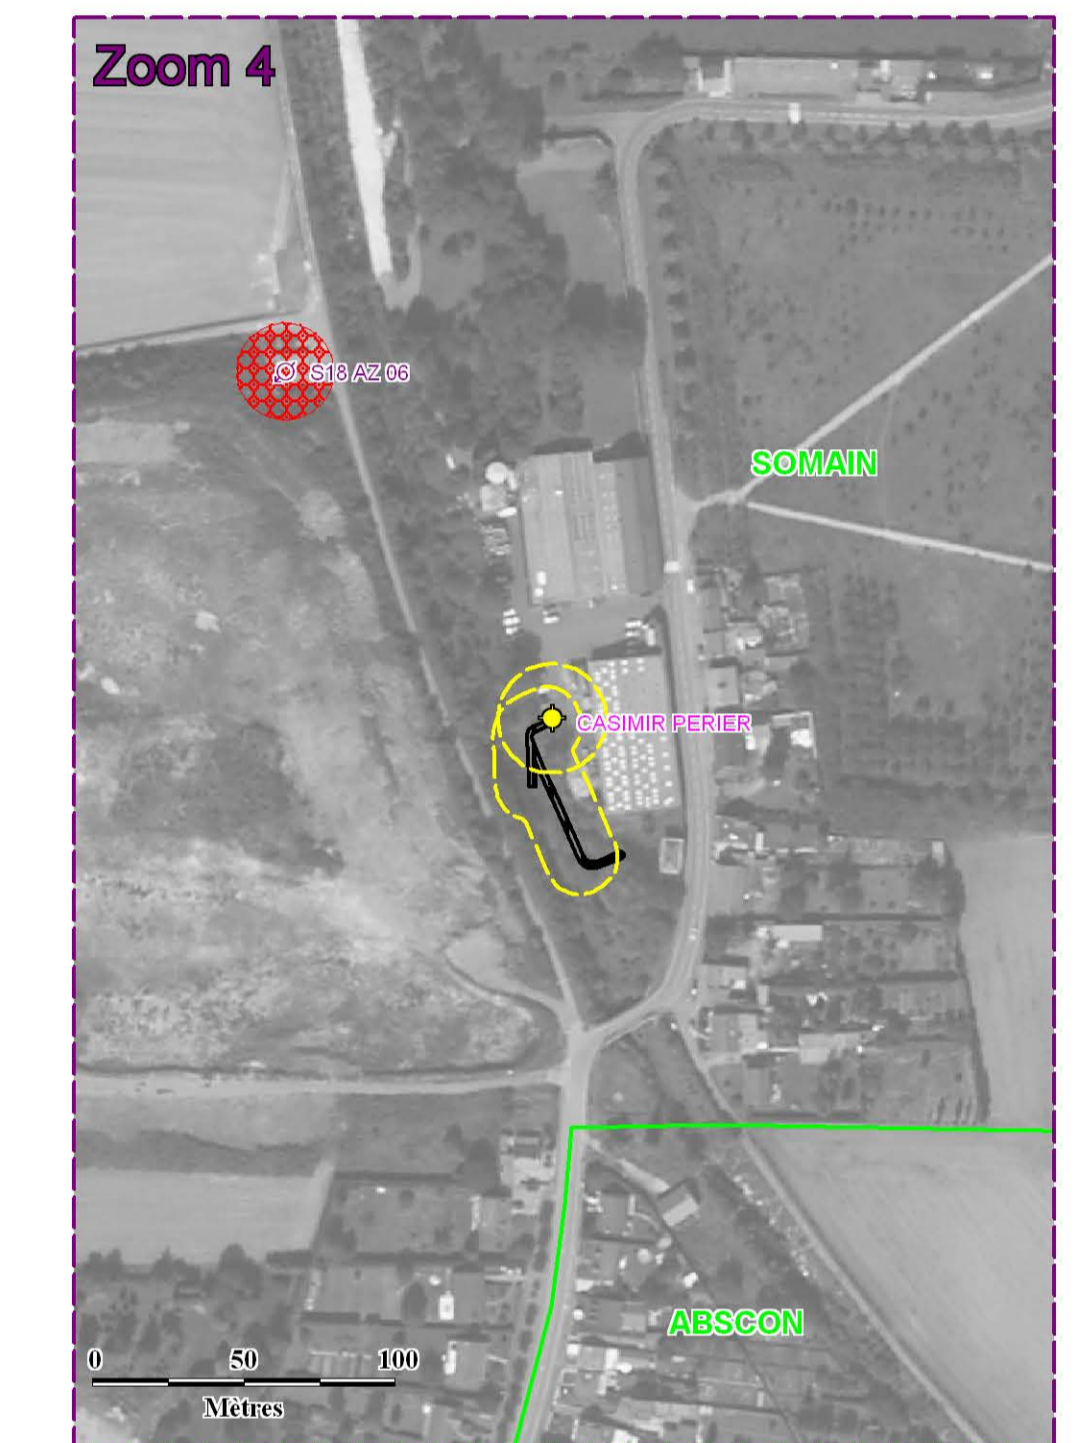 Zoom 4
S18 AZ 06
SOMAIN
CASIMIR PERIER
ABSCON
0 50 100
Mètres